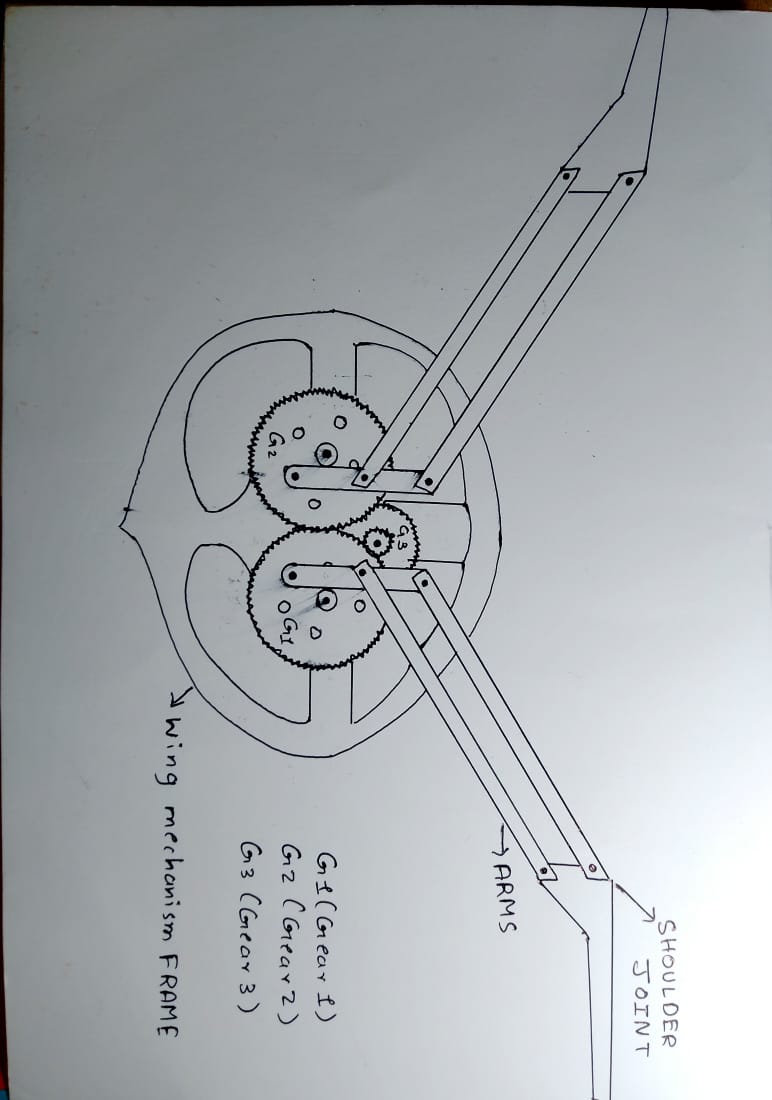 SHOULDER
JOINT
→ ARMS
G3
G2
G1
G1 (Gear 1)
G2 (Gear 2)
G3 (Gear 3)
→ Wing mechanism FRAME